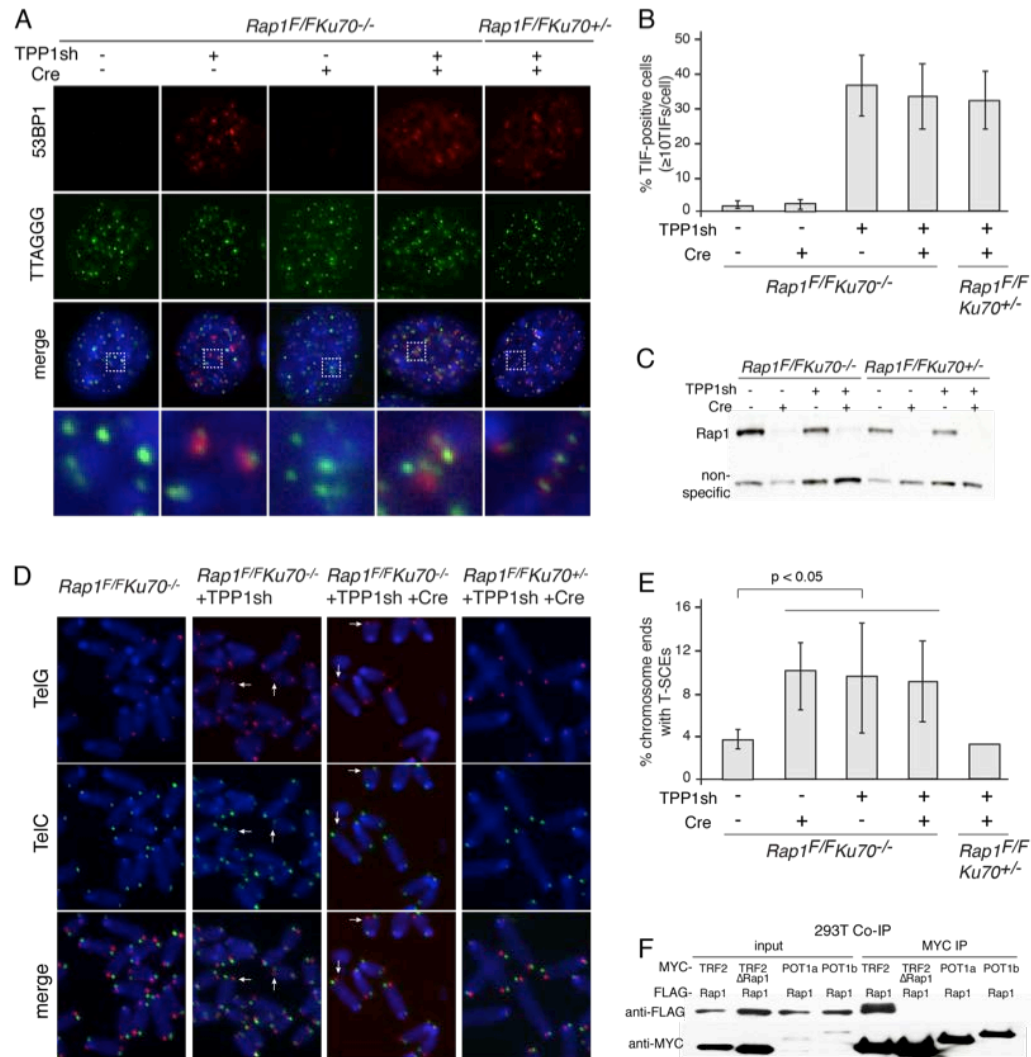 A
Rap1F/FKu70-/- Rap1F/FKu70+/-
TPP1sh - + - + +
Cre - - + + +
53BP1
TTAGGG
merge
B
% TIF-positive cells
(≥10TIFs/cell)
50
40
30
20
10
0
TPP1sh - - + + +
Cre - + - + +
Rap1F/FKu70-/- Rap1F/F
Ku70+/-
C
Rap1F/FKu70-/- Rap1F/FKu70+/-
TPP1sh - - + + - - + +
Cre - + - + - + - +
Rap1
non-
specific
D
Rap1F/FKu70-/-
Rap1F/FKu70-/-
+TPP1sh
Rap1F/FKu70-/-
+TPP1sh +Cre
Rap1F/FKu70+/-
+TPP1sh +Cre
TelG
TelC
merge
E
p < 0.05
% chromosome ends
with T-SCEs
16
12
8
4
0
TPP1sh - - + + +
Cre - + - + +
Rap1F/FKu70-/- Rap1F/F
Ku70+/-
F
293T Co-IP
input MYC IP
MYC- TRF2 TRF2 ΔRap1 POT1a POT1b TRF2 TRF2 ΔRap1 POT1a POT1b
FLAG- Rap1 Rap1 Rap1 Rap1 Rap1 Rap1 Rap1 Rap1
anti-FLAG
anti-MYC